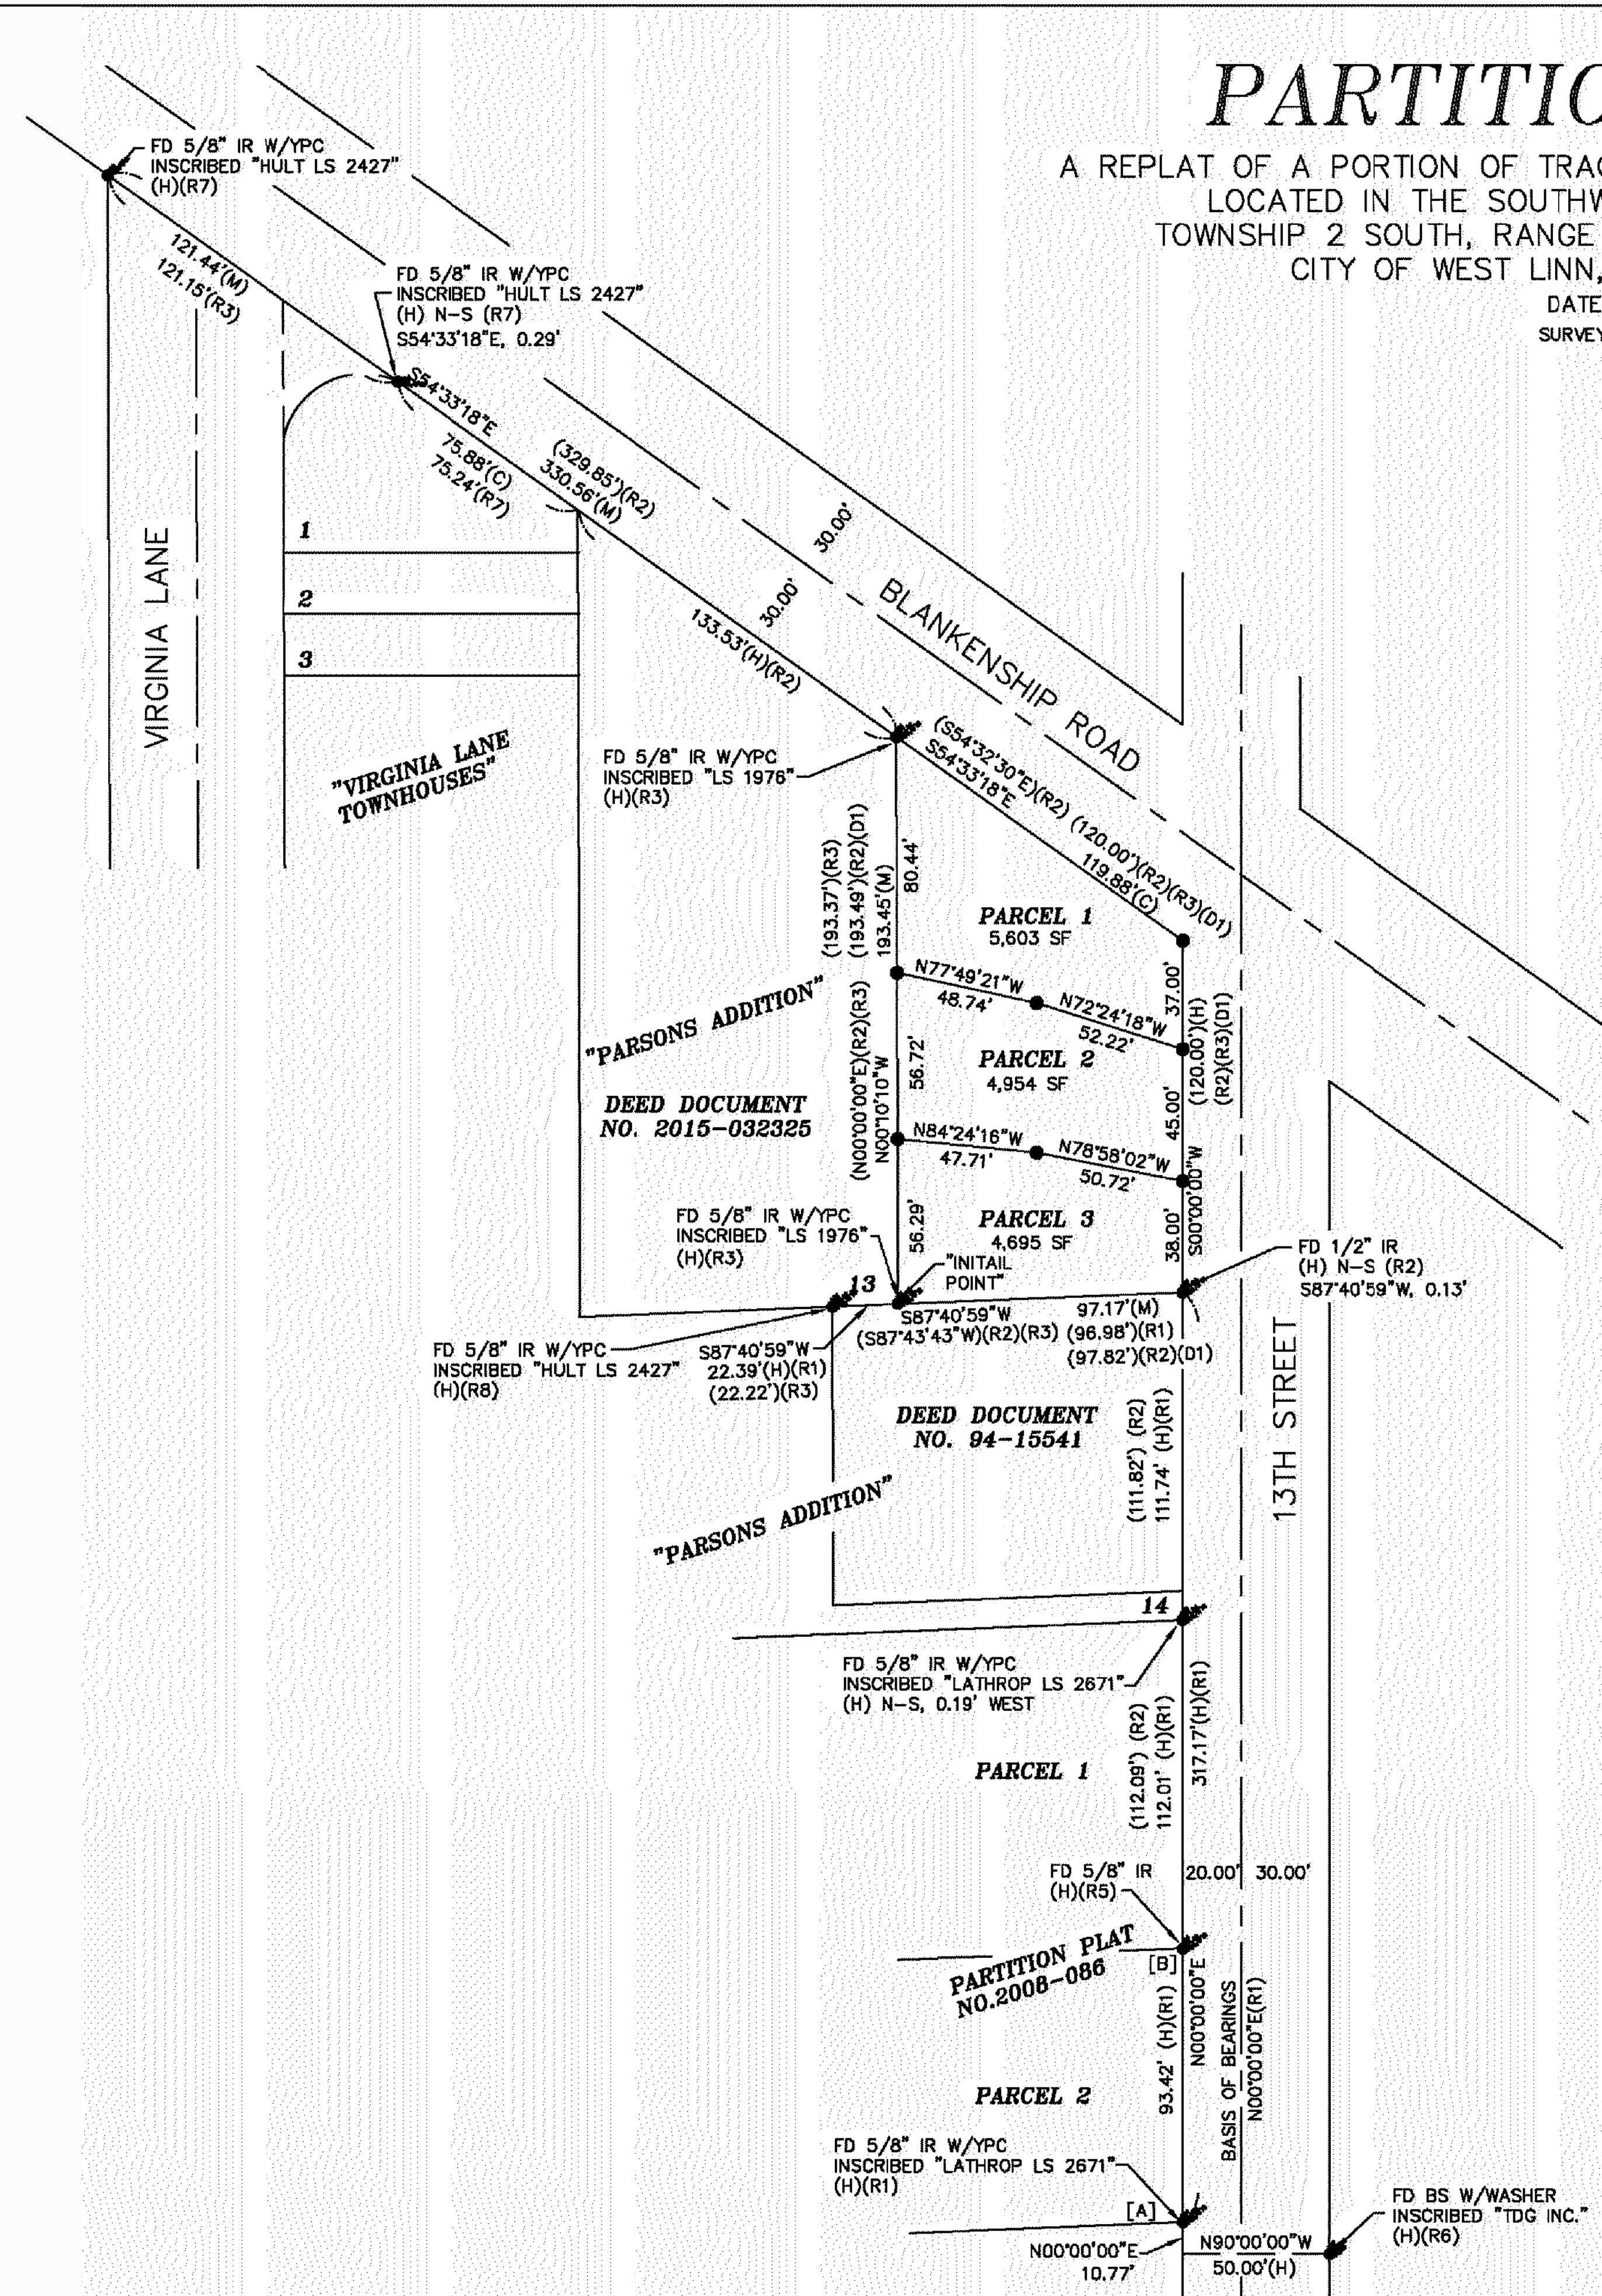 PARTITIO
A REPLAT OF A PORTION OF TRAC
LOCATED IN THE SOUTHW
TOWNSHIP 2 SOUTH, RANGE
CITY OF WEST LINN,
DATE
SURVEY
FD 5/8" IR W/YPC
INSCRIBED "HULT LS 2427"
(H)(R7)
121.44'(M)
121.15'(R3)
FD 5/8" IR W/YPC
INSCRIBED "HULT LS 2427"
(H) N-S (R7)
S54°33'18"E, 0.29'
S54°33'18"E
75.88'(C)
75.24'(R7)
(329.85')(R2)
330.56'(M)
1
2
3
VIRGINIA LANE
"VIRGINIA LANE
TOWNHOUSES"
30.00'
30.00'
133.53'(H)(R2)
BLANKENSHIP ROAD
FD 5/8" IR W/YPC
INSCRIBED "LS 1976"
(H)(R3)
(S54°32'30"E)(R2) (120.00')(R2)(R3)(D1)
S54°33'18"E
119.88'(C)
(193.37')(R3)
(193.49')(R2)(D1)
193.45'(M)
80.44'
PARCEL 1
5,603 SF
37.00'
(120.00')(H)
(R2)(R3)(D1)
N77°49'21"W
48.74'
N72°24'18"W
52.22'
"PARSONS ADDITION"
(N00°00'00"E)(R2)(R3)
N00°10'10"W
56.72'
PARCEL 2
4,954 SF
45.00'
DEED DOCUMENT
NO. 2015-032325
N84°24'16"W
47.71'
N78°58'02"W
50.72'
S00°00'00"W
FD 5/8" IR W/YPC
INSCRIBED "LS 1976"
(H)(R3)
56.29'
PARCEL 3
4,695 SF
38.00'
"INITAIL
POINT"
FD 1/2" IR
(H) N-S (R2)
S87°40'59"W, 0.13'
13
S87°40'59"W
97.17'(M)
(S87°43'43"W)(R2)(R3) (96.98')(R1)
(97.82')(R2)(D1)
FD 5/8" IR W/YPC
INSCRIBED "HULT LS 2427"
(H)(R8)
S87°40'59"W
22.39'(H)(R1)
(22.22')(R3)
DEED DOCUMENT
NO. 94-15541
(111.82') (R2)
111.74' (H)(R1)
13TH STREET
"PARSONS ADDITION"
14
FD 5/8" IR W/YPC
INSCRIBED "LATHROP LS 2671"
(H) N-S, 0.19' WEST
317.17'(H)(R1)
(112.09') (R2)
112.01' (H)(R1)
PARCEL 1
FD 5/8" IR
(H)(R5)
20.00'
30.00'
PARTITION PLAT
NO.2008-086
[B]
N00°00'00"E
93.42' (H)(R1)
BASIS OF BEARINGS
N00°00'00"E(R1)
PARCEL 2
FD 5/8" IR W/YPC
INSCRIBED "LATHROP LS 2671"
(H)(R1)
[A]
N00°00'00"E
10.77'
N90°00'00"W
50.00'(H)
FD BS W/WASHER
INSCRIBED "TDG INC."
(H)(R6)